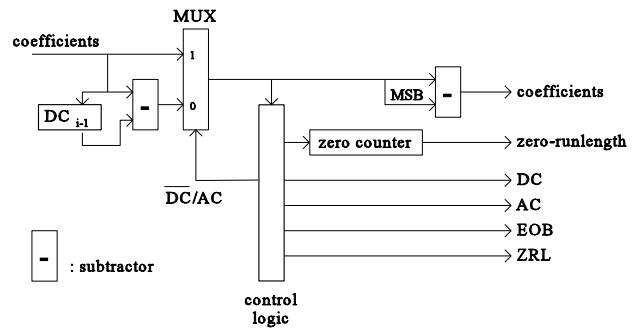 MUX
coefficients
1
MSB
coefficients
DC i-1
-
0
-
zero counter
zero-runlength
DC/AC
DC
AC
EOB
ZRL
- : subtractor
control
logic